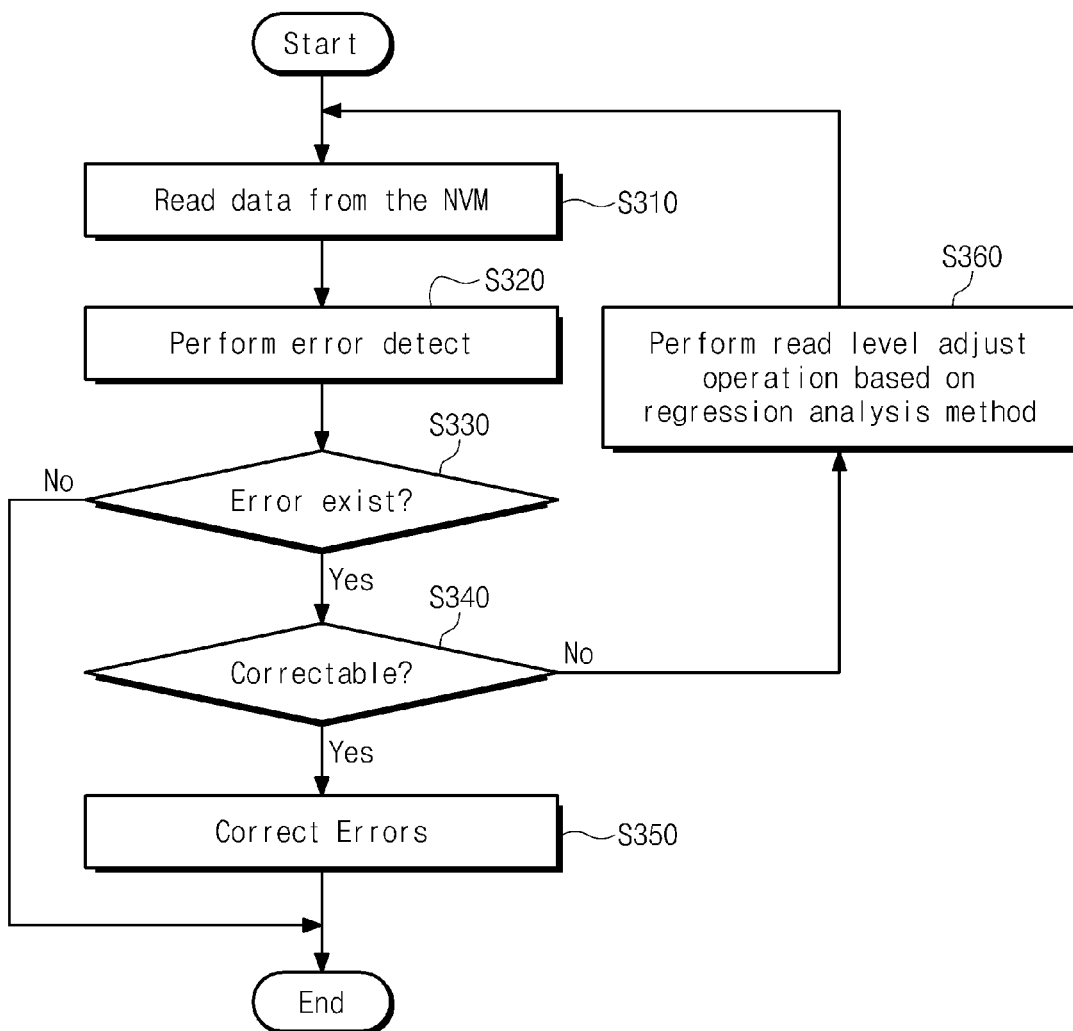 Start
Read data from the NVM
S310
S320
Perform error detect
S360
Perform read level adjust
operation based on
regression analysis method
S330
No
Error exist?
Yes
S340
Correctable?
No
Yes
Correct Errors
S350
End